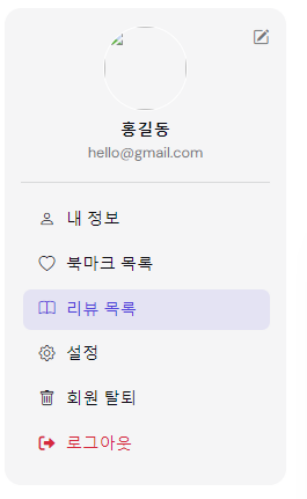 홍길동
hello@gmail.com
내 정보
북마크 목록
리뷰 목록
설정
회원 탈퇴
로그아웃